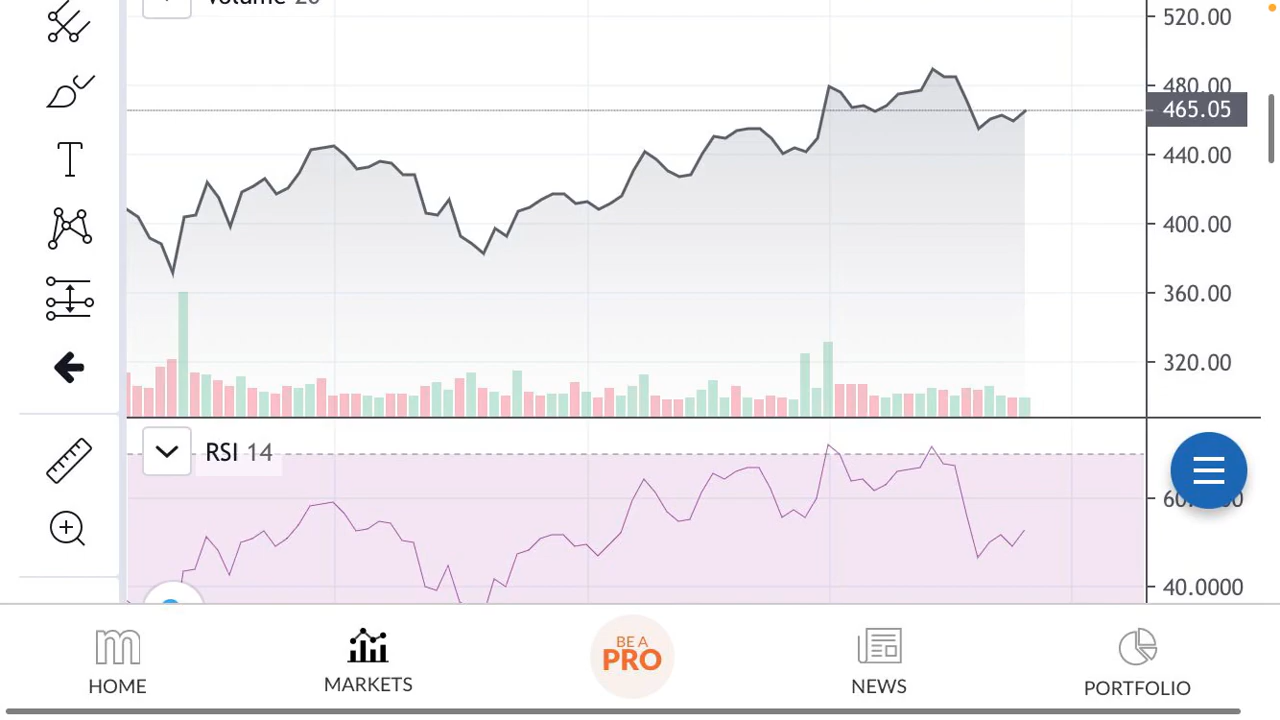 Volume 20
520.00
480.00
465.05
440.00
400.00
360.00
320.00
RSI 14
40.0000
BE A
PRO
HOME
MARKETS
NEWS
PORTFOLIO